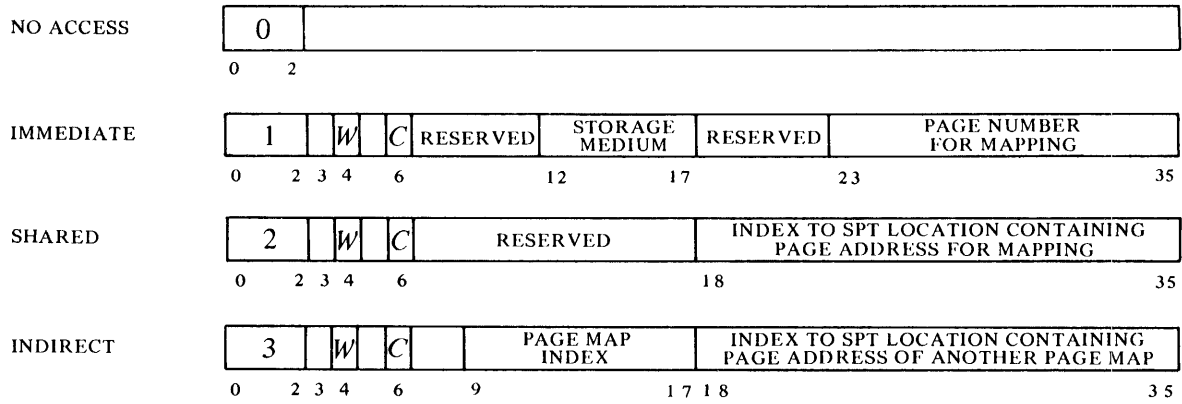 NO ACCESS 0
0 2
IMMEDIATE 1 W C RESERVED STORAGE MEDIUM RESERVED PAGE NUMBER FOR MAPPING
0 2 3 4 6 12 17 23 35
SHARED 2 W C RESERVED INDEX TO SPT LOCATION CONTAINING PAGE ADDRESS FOR MAPPING
0 2 3 4 6 18 35
INDIRECT 3 W C PAGE MAP INDEX INDEX TO SPT LOCATION CONTAINING PAGE ADDRESS OF ANOTHER PAGE MAP
0 2 3 4 6 9 17 18 35